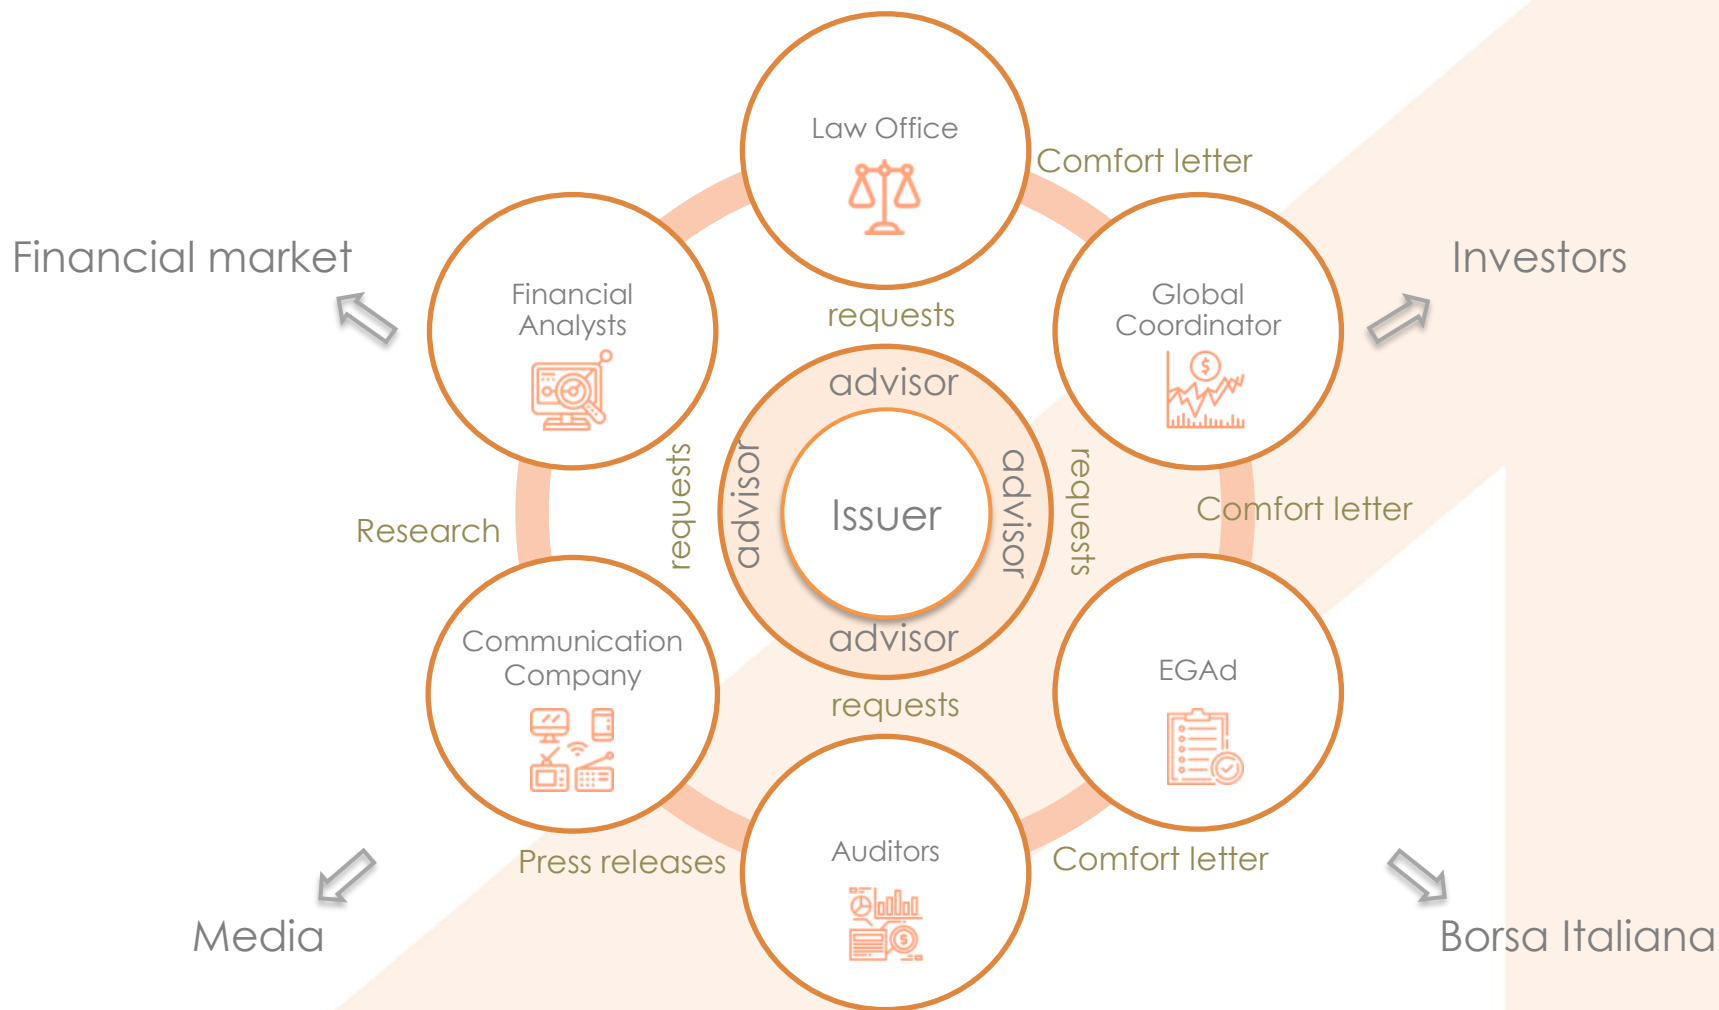 Law Office
Comfort letter
Financial market
Investors
Financial
Analysts
requests
Global
Coordinator
advisor
requests
advisor
Issuer
advisor
requests
Research
Comfort letter
Communication
Company
advisor
EGAd
requests
Press releases
Auditors
Comfort letter
Media
Borsa Italiana